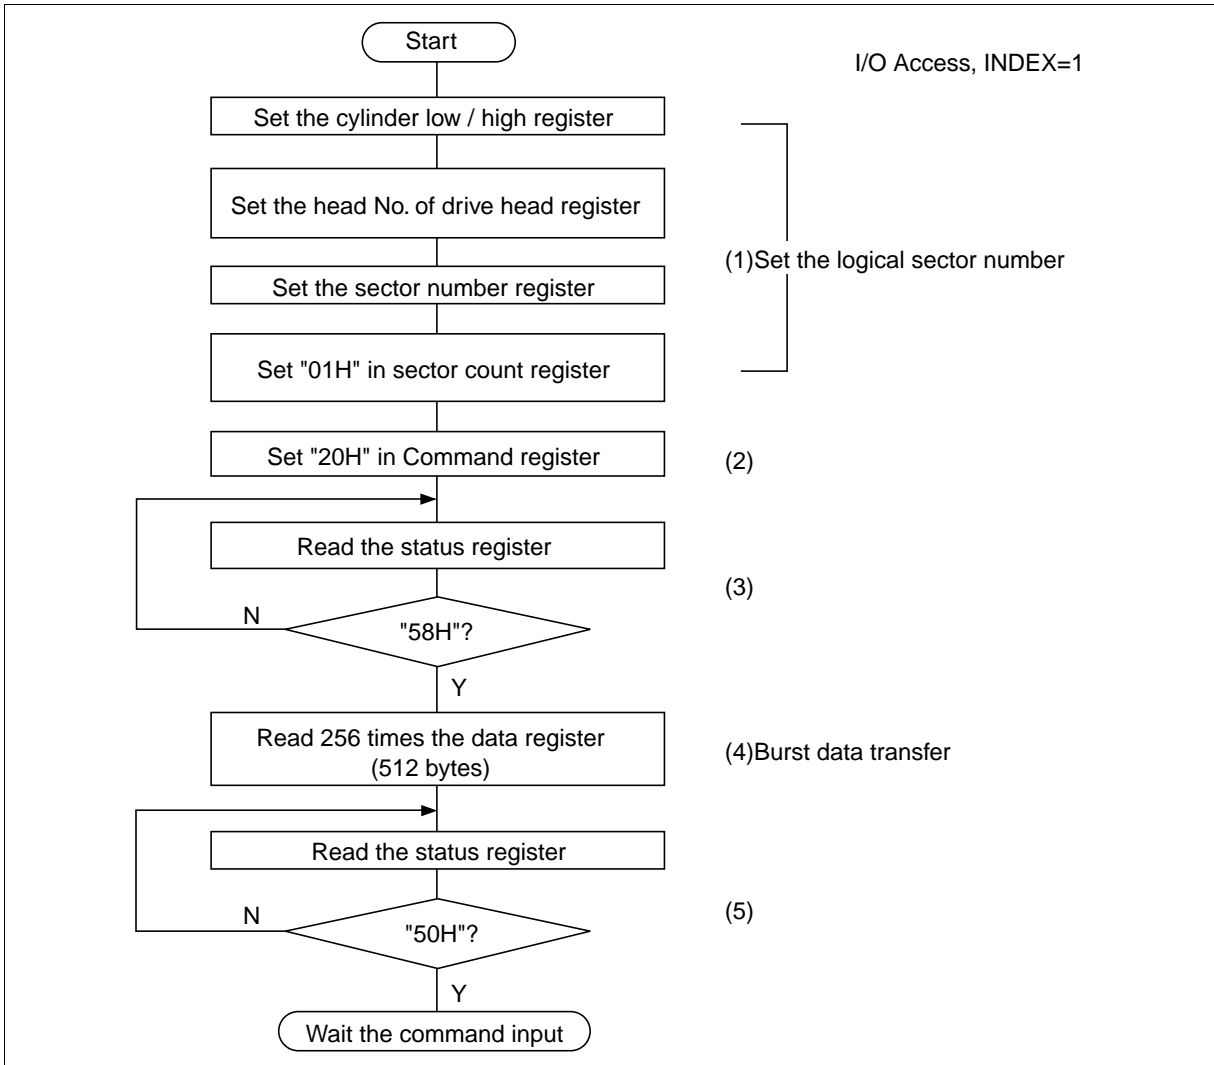 Start
I/O Access, INDEX=1
Set the cylinder low / high register
Set the head No. of drive head register
(1)Set the logical sector number
Set the sector number register
Set "01H" in sector count register
Set "20H" in Command register
(2)
Read the status register
(3)
N
"58H"?
Y
Read 256 times the data register
(512 bytes)
(4)Burst data transfer
Read the status register
N
(5)
"50H"?
Y
Wait the command input